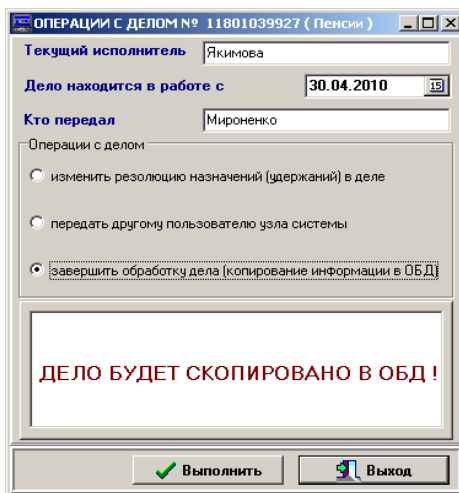 ОПЕРАЦИИ С ДЕЛОМ № 11801039927 ( Пенсии )
Текущий исполнитель Якимова
Дело находится в работе с 30.04.2010 15
Кто передал Мироненко
Операции с делом
изменить резолюцию назначений (удержаний) в деле
передать другому пользователю узла системы
завершить обработку дела (копирование информации в ОБД)
ДЕЛО БУДЕТ СКОПИРОВАНО В ОБД !
Выполнить Выход